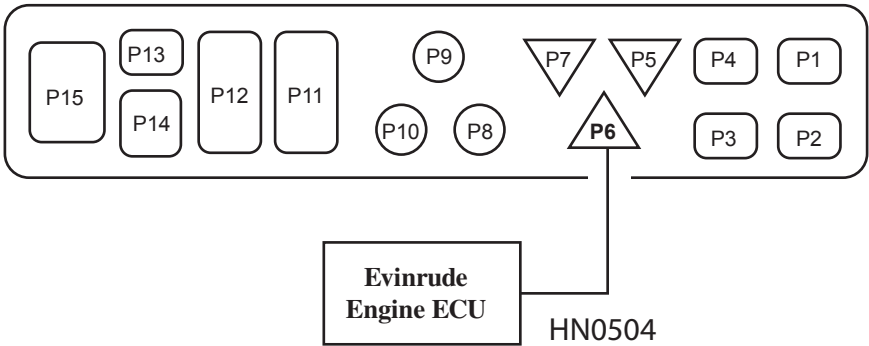 P15
P13
P14
P12
P11
P9
P10
P8
P7
P5
P6
P4
P1
P3
P2
Evinrude
Engine ECU
HN0504